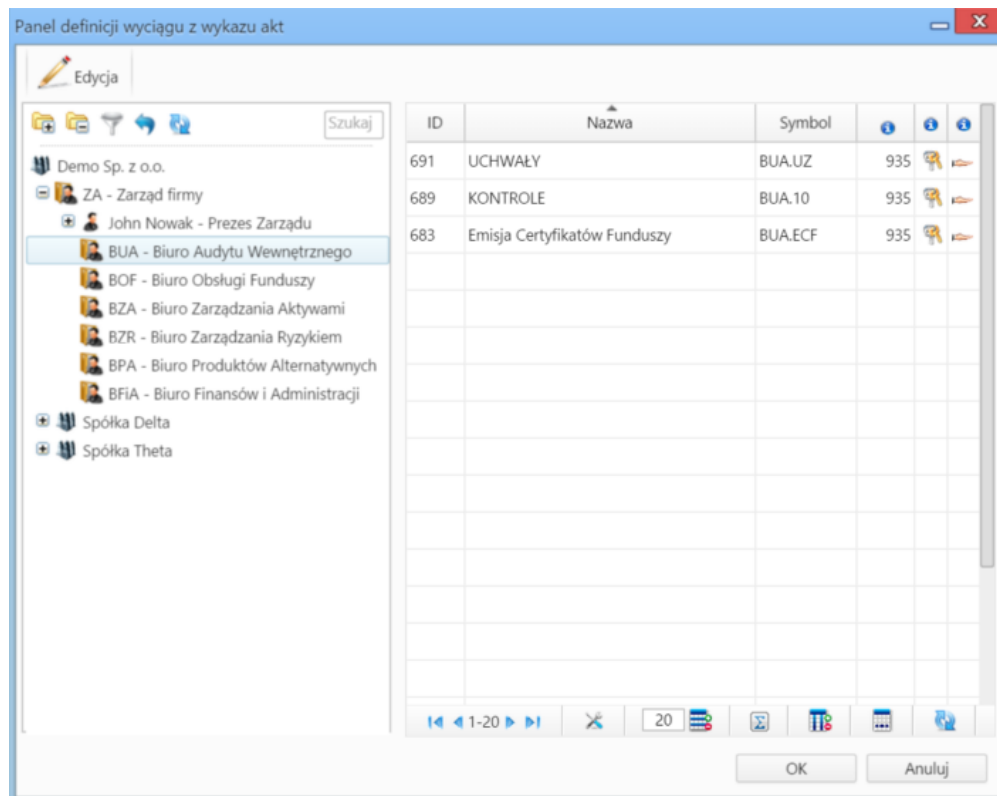 Panel definicji wyciągu z wykazu akt
Edycja
Szukaj
Demo Sp. z o.o.
ZA - Zarząd firmy
John Nowak - Prezes Zarządu
BUA - Biuro Audytu Wewnętrznego
BOF - Biuro Obsługi Funduszy
BZA - Biuro Zarządzania Aktywami
BZR - Biuro Zarządzania Ryzykiem
BPA - Biuro Produktów Alternatywnych
BFiA - Biuro Finansów i Administracji
Spółka Delta
Spółka Theta
ID Nazwa Symbol
691 UCHWAŁY BUA.UZ 935
689 KONTROLE BUA.10 935
683 Emisja Certyfikatów Funduszy BUA.ECF 935
1-20 20
OK Anuluj